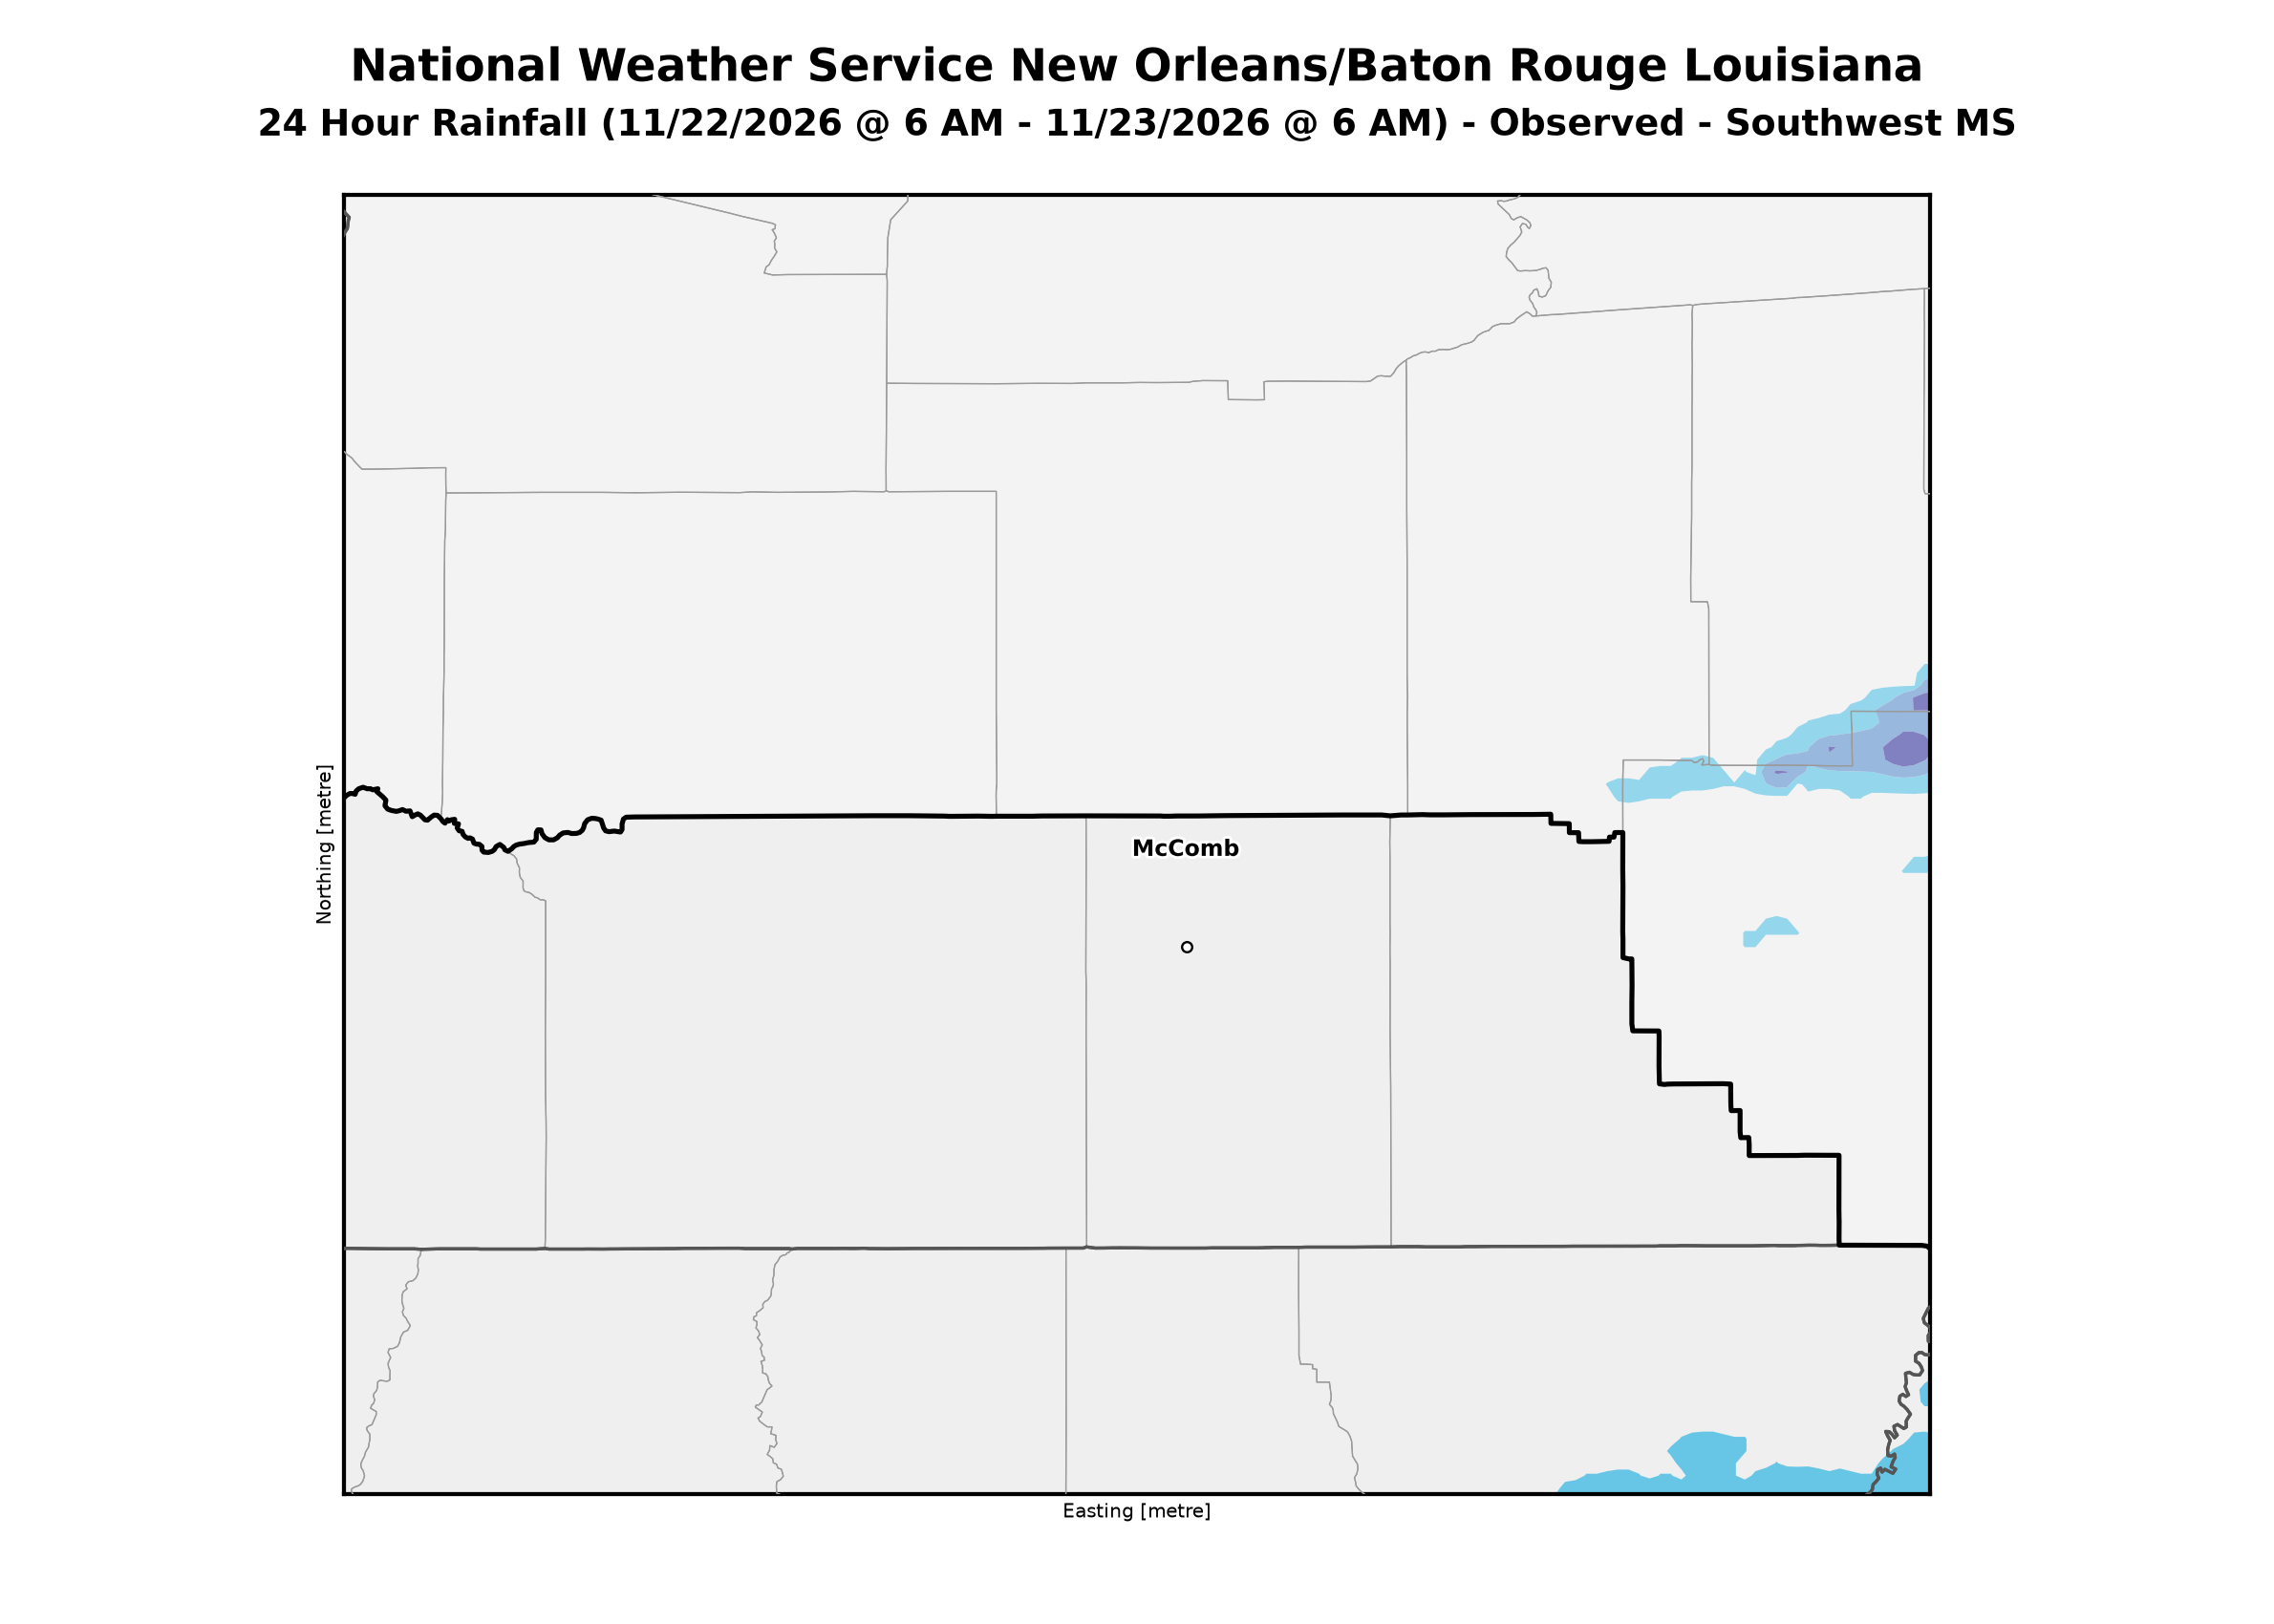 National Weather Service New Orleans/Baton Rouge Louisiana
24 Hour Rainfall (11/22/2026 @ 6 AM - 11/23/2026 @ 6 AM) - Observed - Southwest MS
McComb
Northing [metre]
Easting [metre]